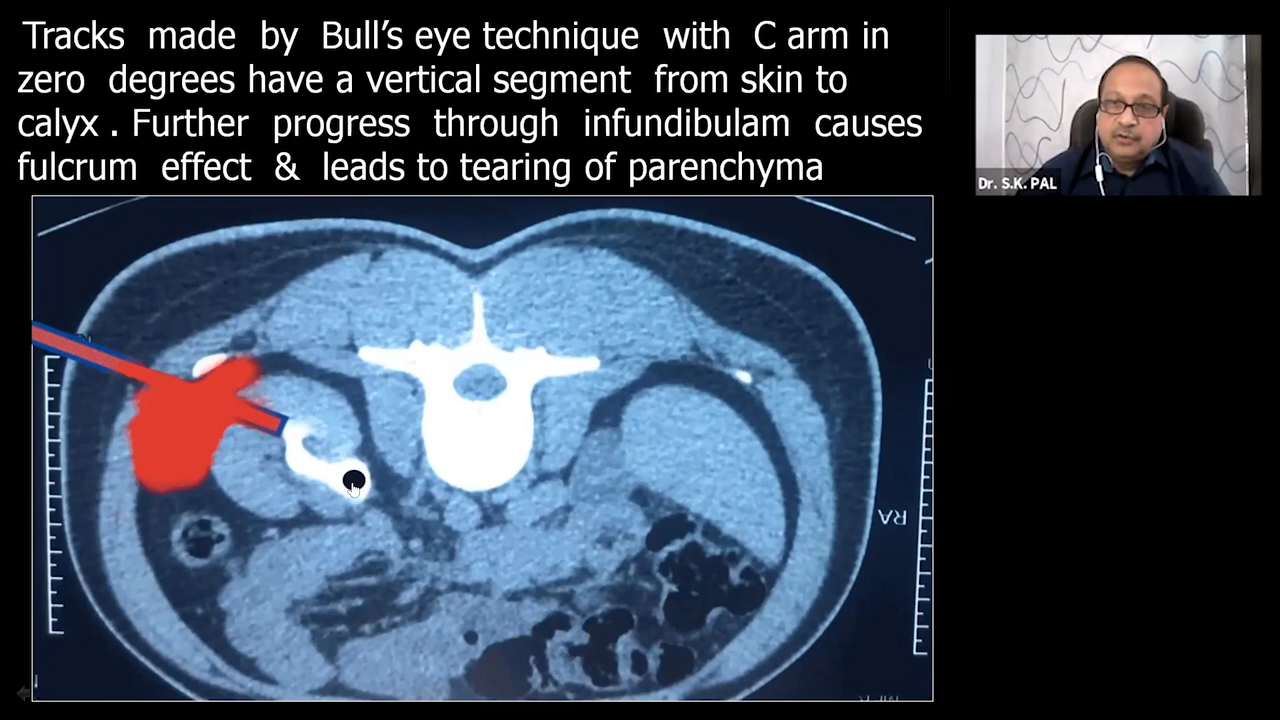 Tracks made by Bull's eye technique with C arm in
zero degrees have a vertical segment from skin to
calyx . Further progress through infundibulam causes
fulcrum effect & leads to tearing of parenchyma
Dr. S.K. PAL
RA